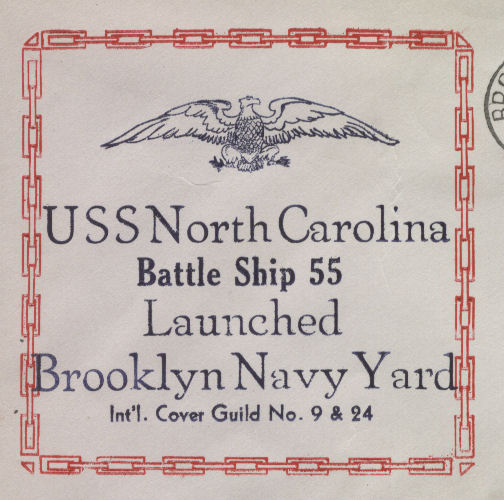 USS North Carolina
Battle Ship 55
Launched
Brooklyn Navy Yard
Int'l. Cover Guild No. 9 & 24